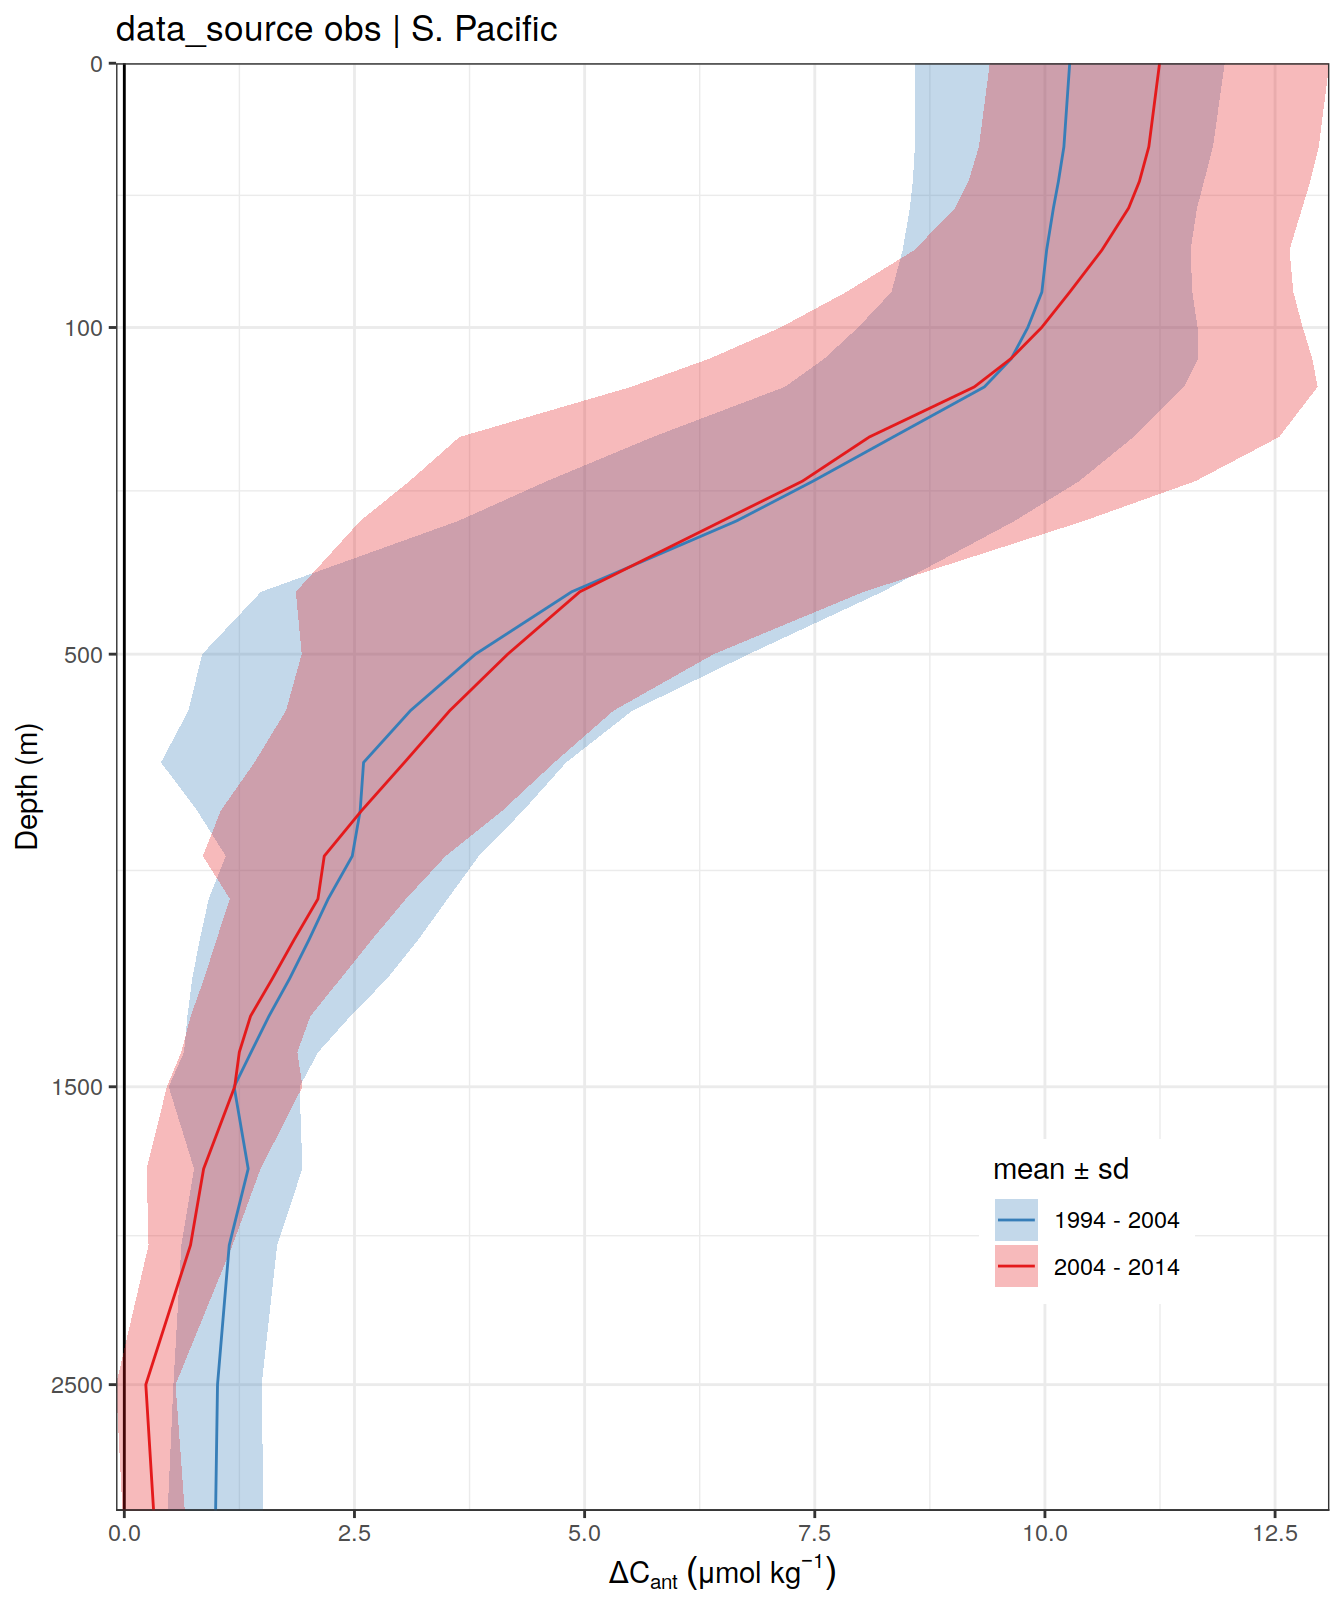 data_source obs | S. Pacific
0
100
500
1500
2500
Depth (m)
mean ± sd
1994 - 2004
2004 - 2014
0.0 2.5 5.0 7.5 10.0 12.5
ΔCant (μmol kg−1)